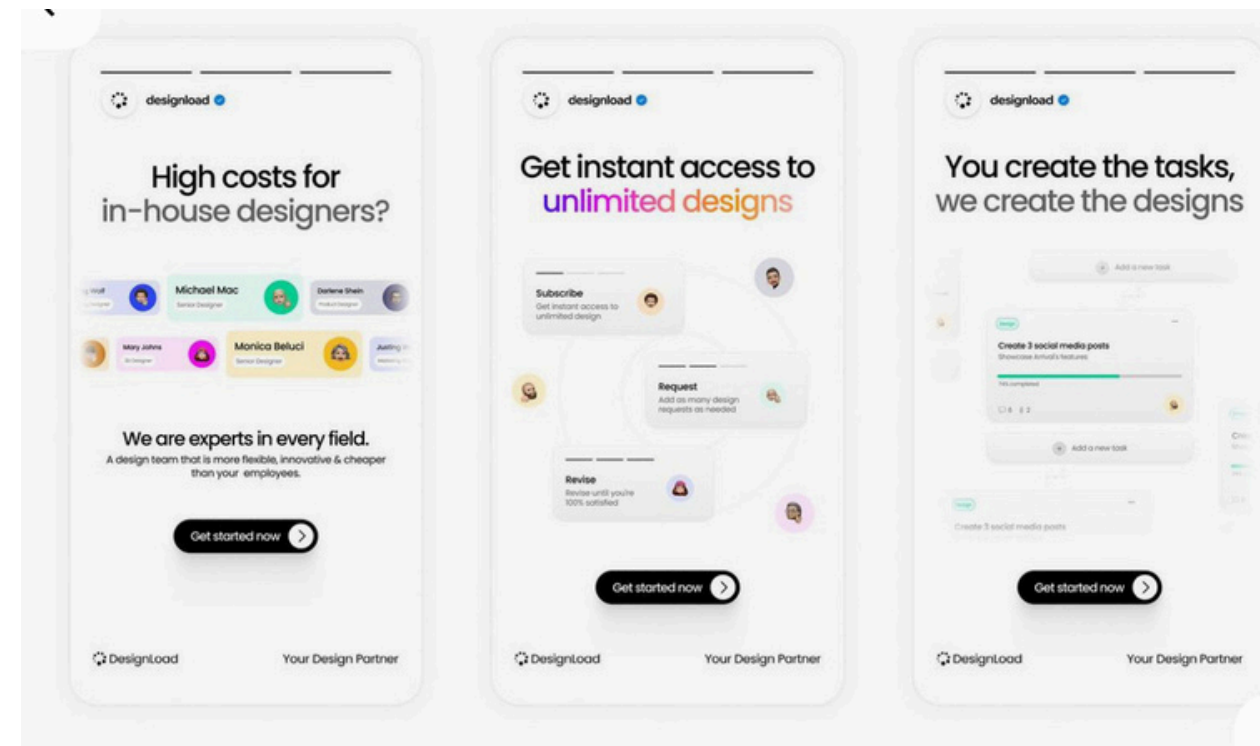 designload
High costs for
in-house designers?
Michael Mac
Senior Designer
Darlene Shein
Product Designer
Mary Johns
Monica Beluci
Senior Designer
We are experts in every field.
A design team that is more flexible, innovative & cheaper
than your employees.
Get started now
DesignLoad
Your Design Partner
designload
Get instant access to
unlimited designs
Subscribe
Get instant access to
unlimited design
Request
Add as many design
requests as needed
Revise
Revise until you're
100% satisfied
Get started now
DesignLoad
Your Design Partner
designload
You create the tasks,
we create the designs
Add a new task
Design
Create 3 social media posts
Showcase Arrival's features
74% completed
Add a new task
Design
Create 3 social media posts
Get started now
DesignLoad
Your Design Partner